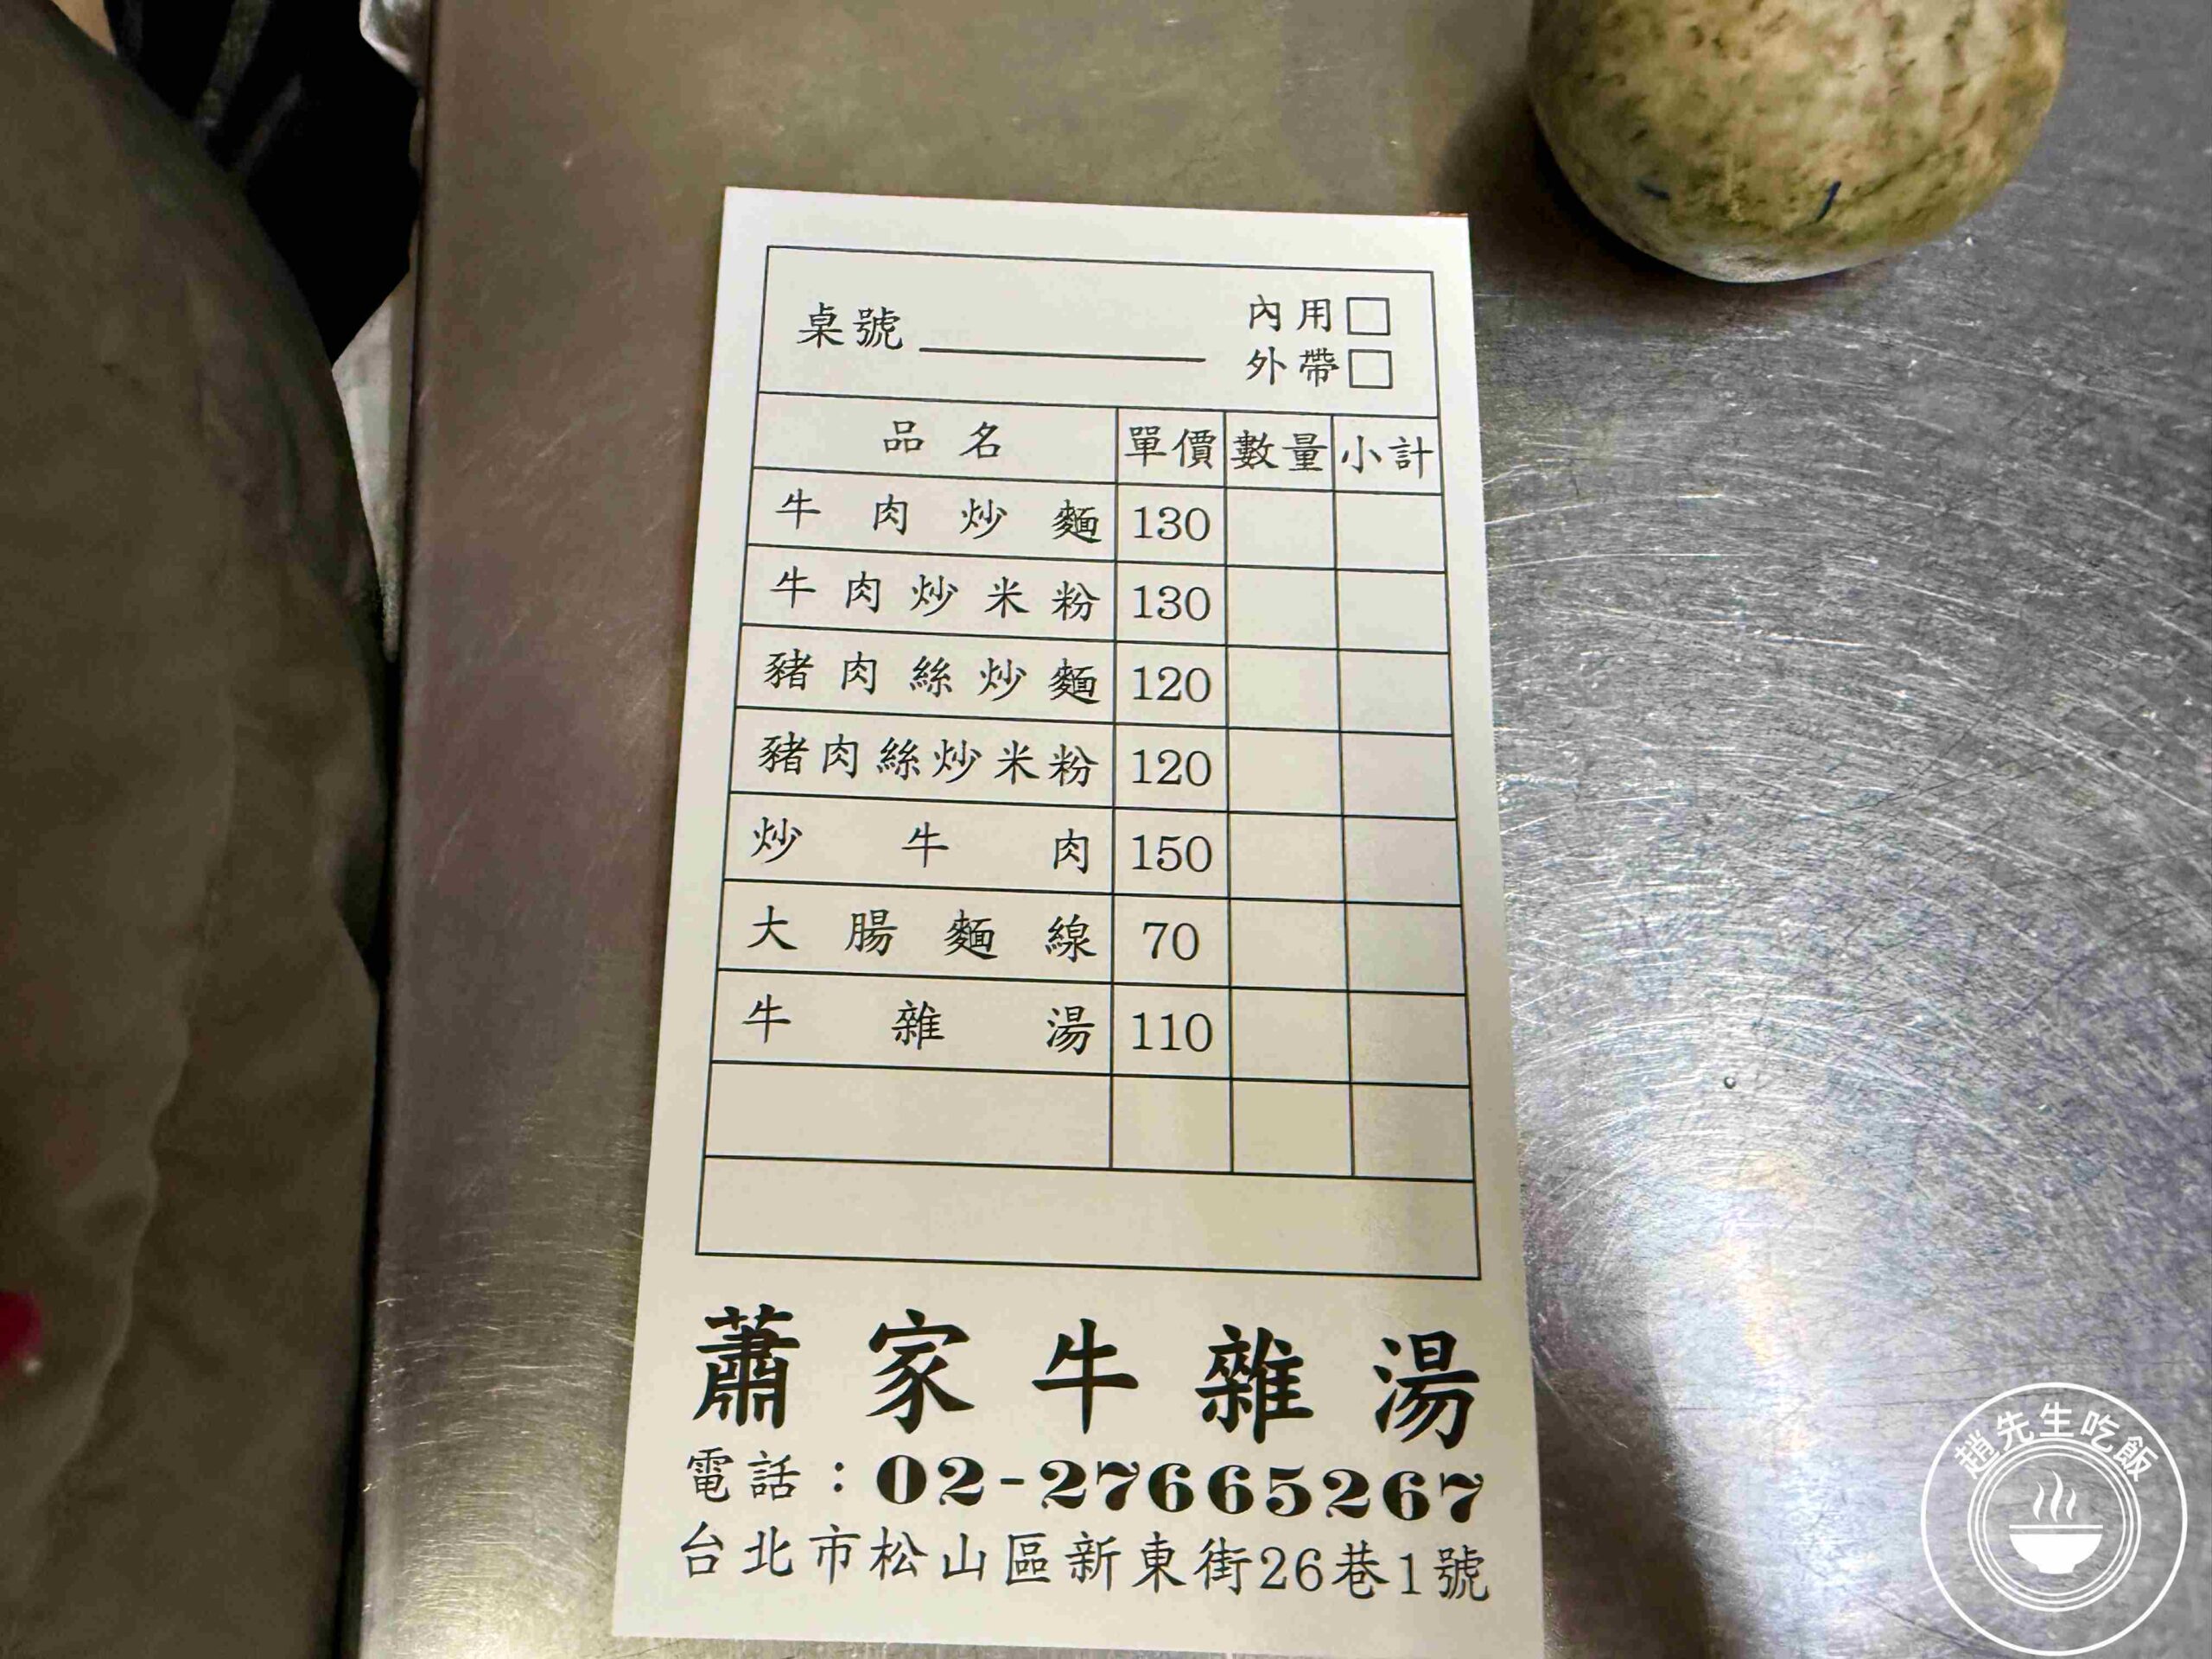 桌號 內用□
外帶□
品名 單價 數量 小計
牛肉炒麵 130
牛肉炒米粉 130
豬肉絲炒麵 120
豬肉絲炒米粉 120
炒牛肉 150
大腸麵線 70
牛雜湯 110
蕭家牛雜湯
電話：02-27665267
台北市松山區新東街26巷1號
趙先生吃飯